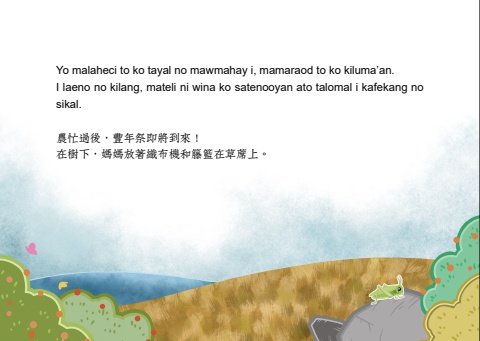 Yo malaheci to ko tayal no mawmahay i, mamaraod to ko kiluma’an.
I laeno no kilang, mateli ni wina ko satenooyan ato talomal i kafekang no
sikal.
農忙過後，豐年祭即將到來！
在樹下，媽媽放著織布機和籐籃在草蓆上。